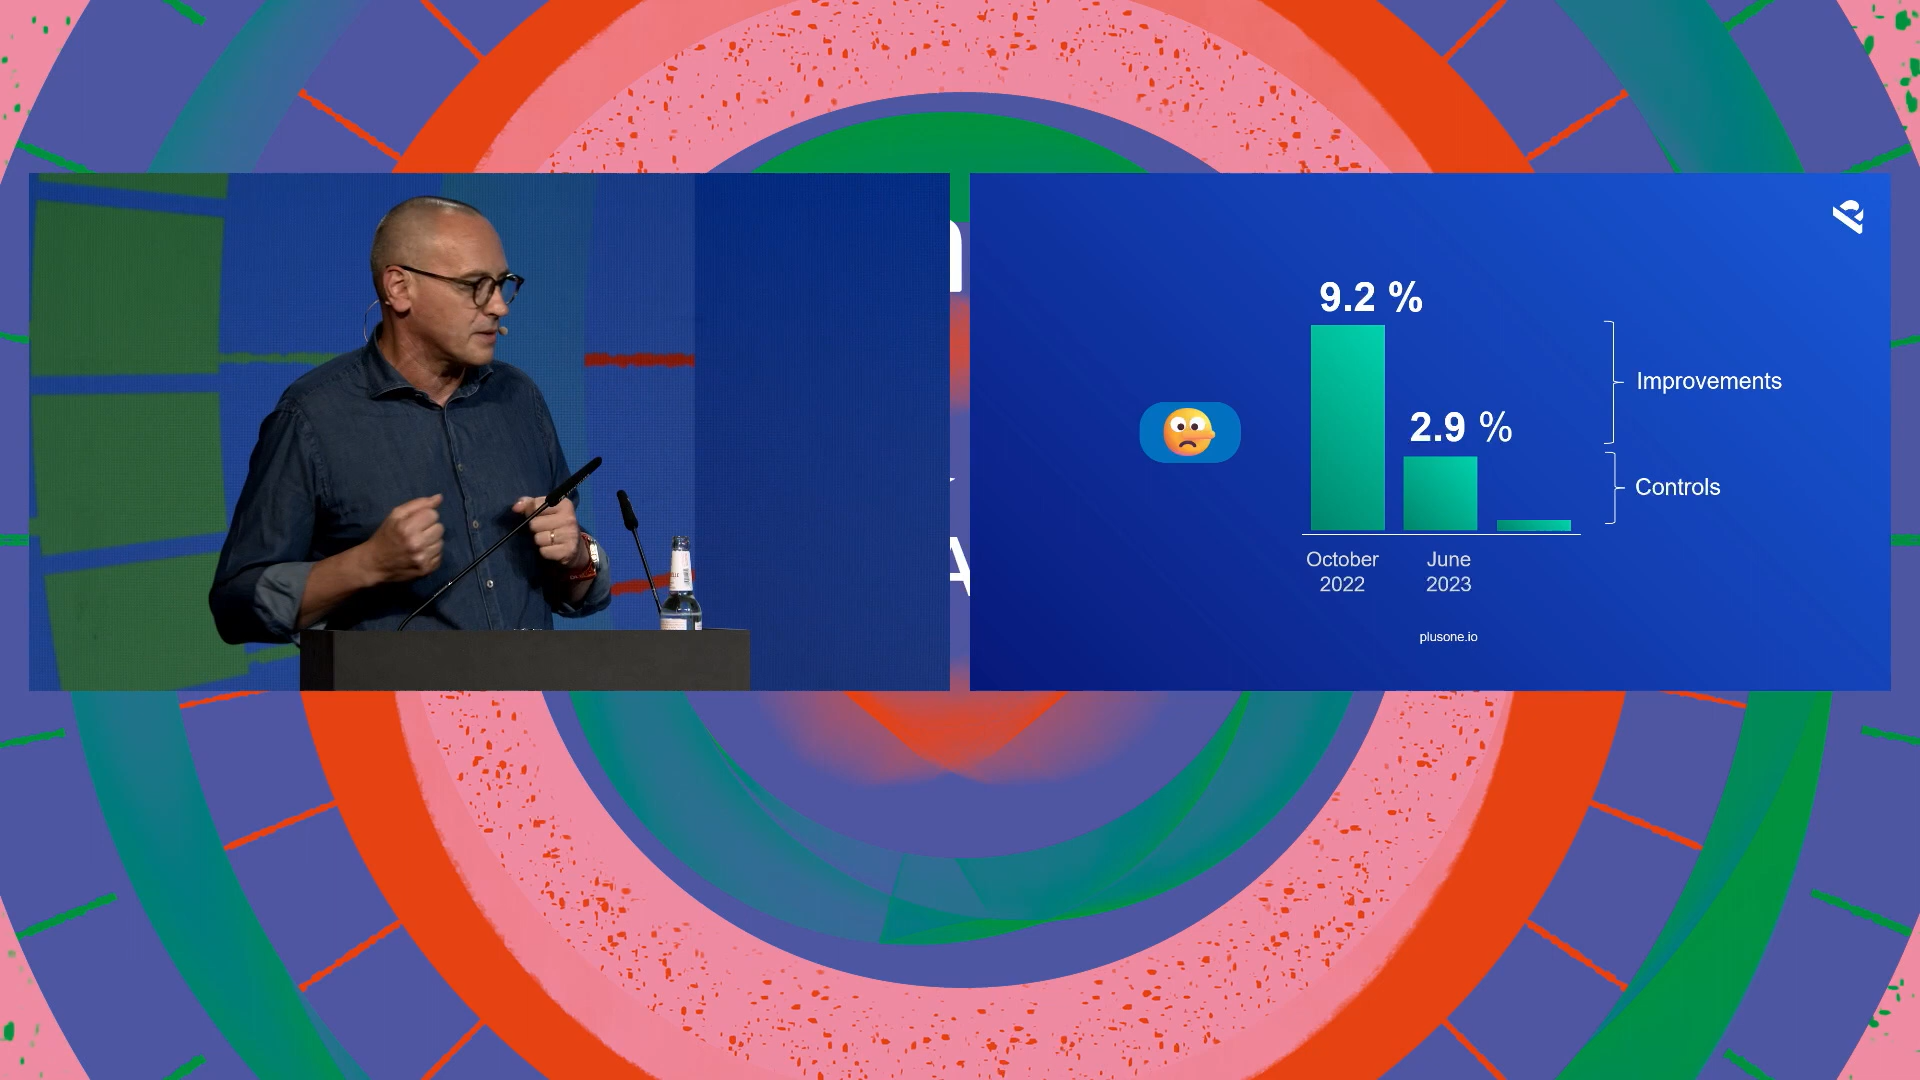 9.2 %
2.9 %
Improvements
Controls
October
2022
June
2023
plusone.io